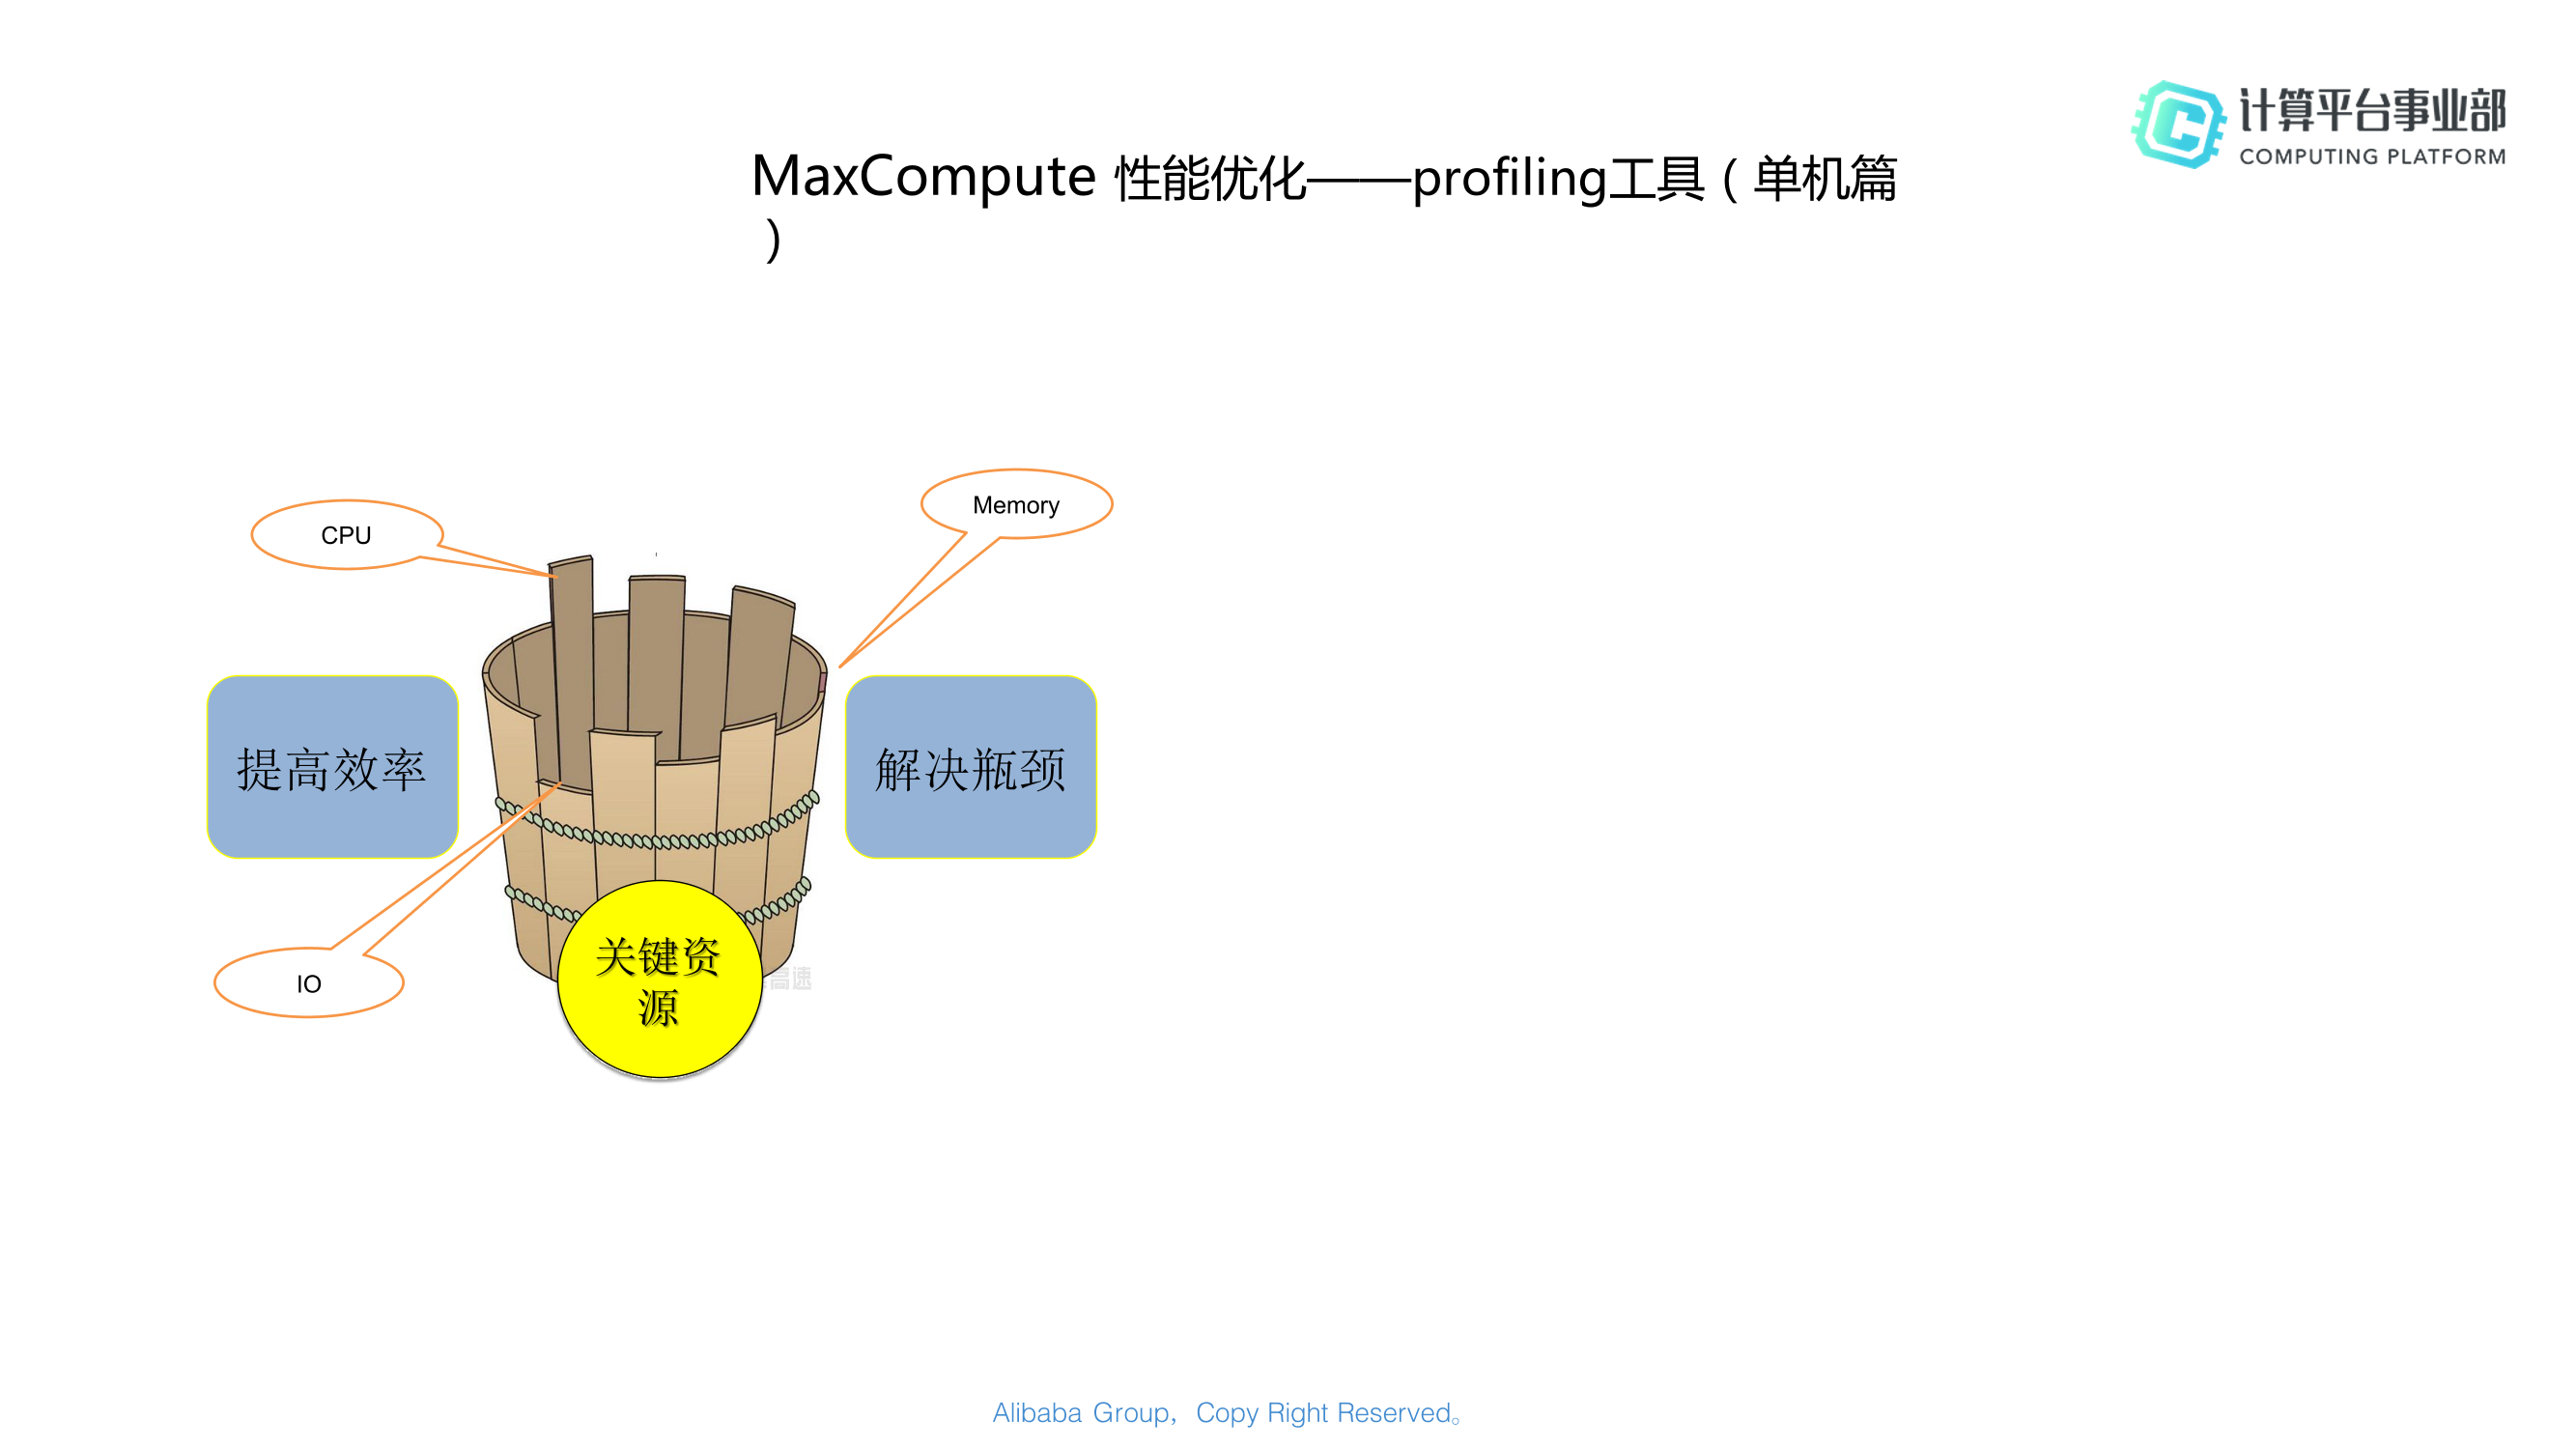 计算平台事业部
COMPUTING PLATFORM
MaxCompute 性能优化——profiling工具（单机篇
）
Memory
CPU
提高效率
解决瓶颈
IO
关键资
源
高速
Alibaba Group，Copy Right Reserved。